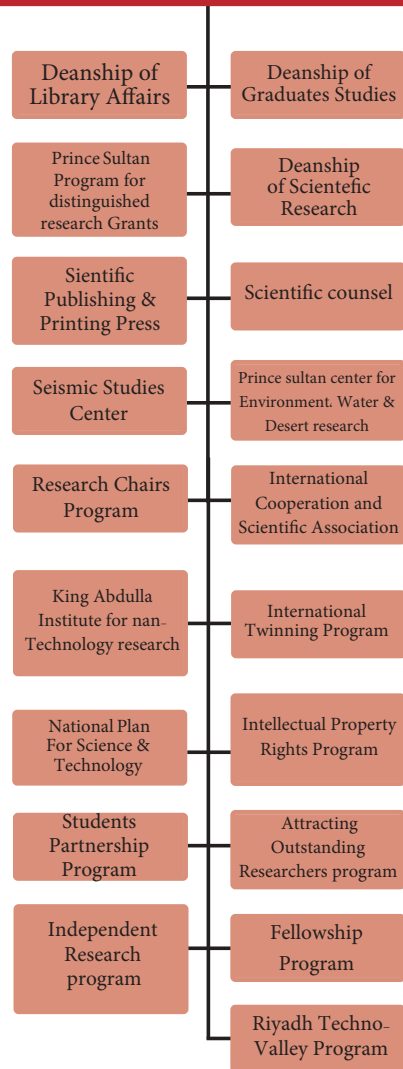 Deanship of
Library Affairs
Deanship of
Graduates Studies
Prince Sultan
Program for
distinguished
research Grants
Deanship
of Scientefic
Research
Sientific
Publishing &
Printing Press
Scientific counsel
Seismic Studies
Center
Prince sultan center for
Environment. Water &
Desert research
Research Chairs
Program
International
Cooperation and
Scientific Association
King Abdulla
Institute for nan-
Technology research
International
Twinning Program
National Plan
For Science &
Technology
Intellectual Property
Rights Program
Students
Partnership
Program
Attracting
Outstanding
Researchers program
Independent
Research
program
Fellowship
Program
Riyadh Techno-
Valley Program